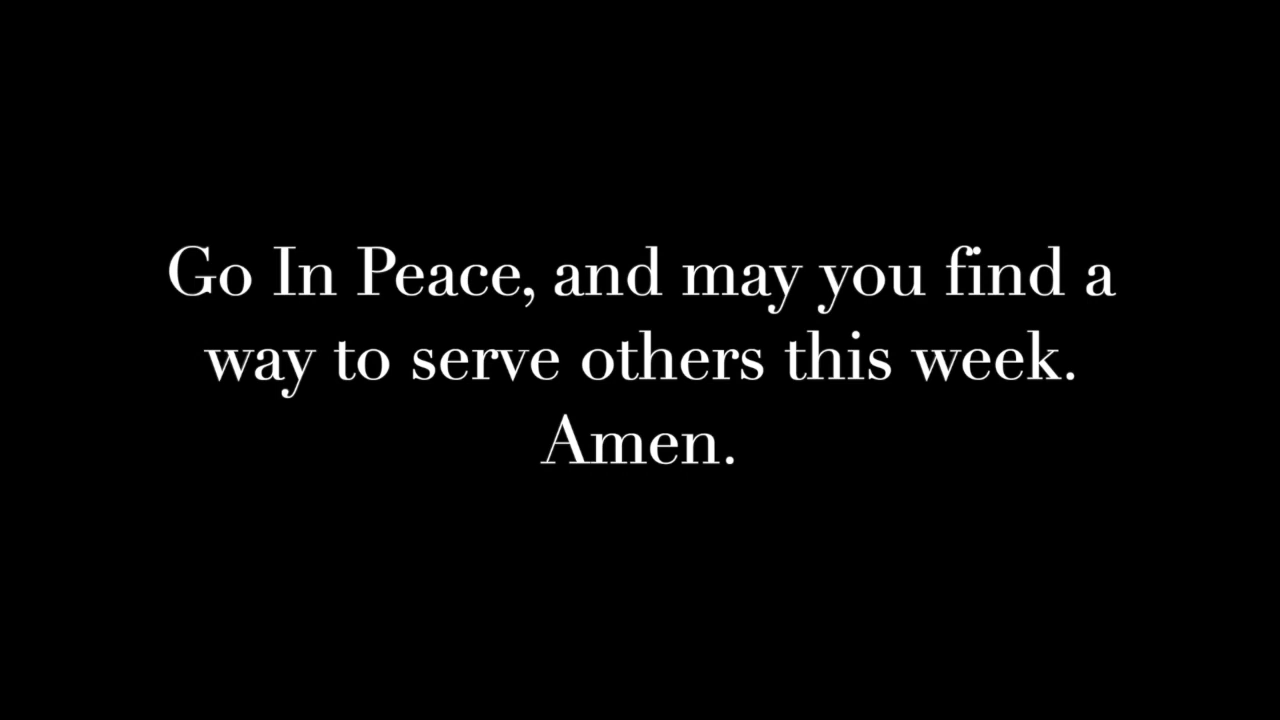 Go In Peace, and may you find a
way to serve others this week.
Amen.